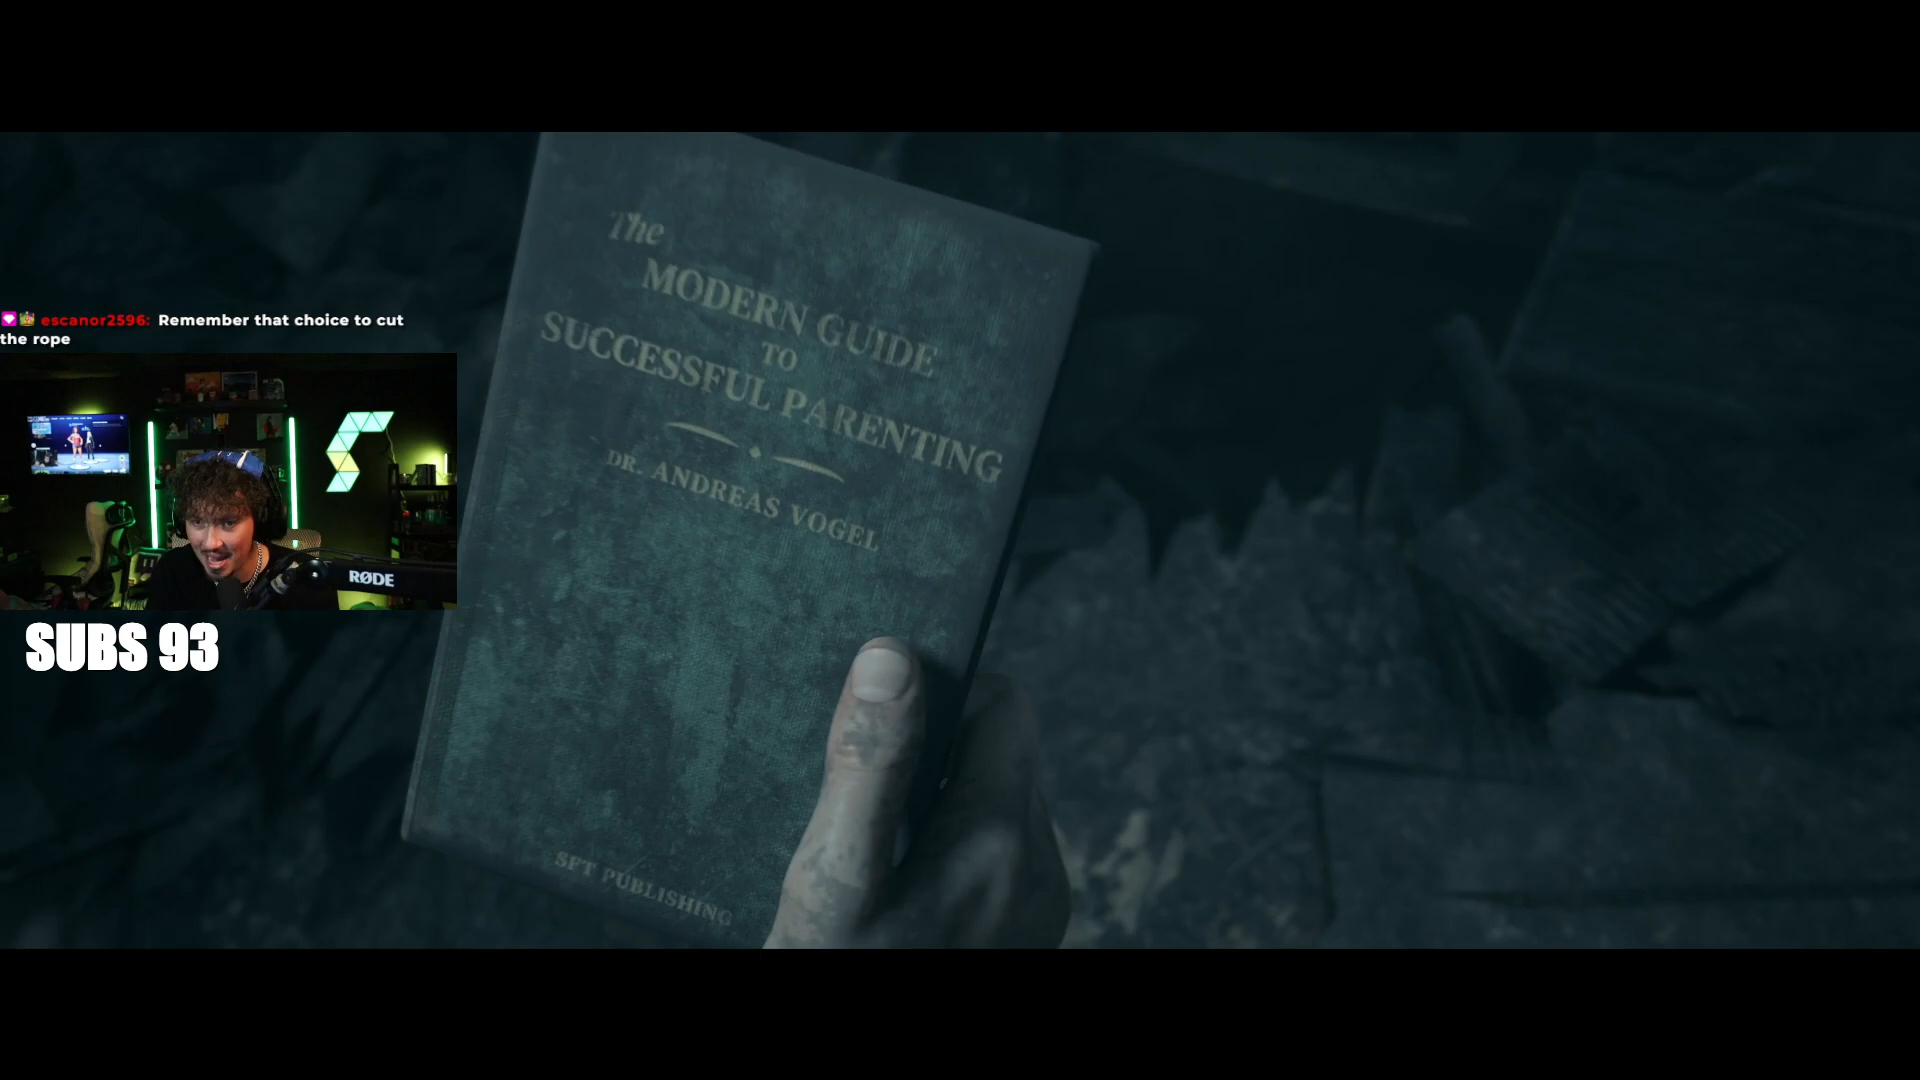 The
MODERN GUIDE
TO
SUCCESSFUL PARENTING
DR. ANDREAS VOGEL
SFT PUBLISHING
escanor2596: Remember that choice to cut
the rope
RØDE
SUBS 93